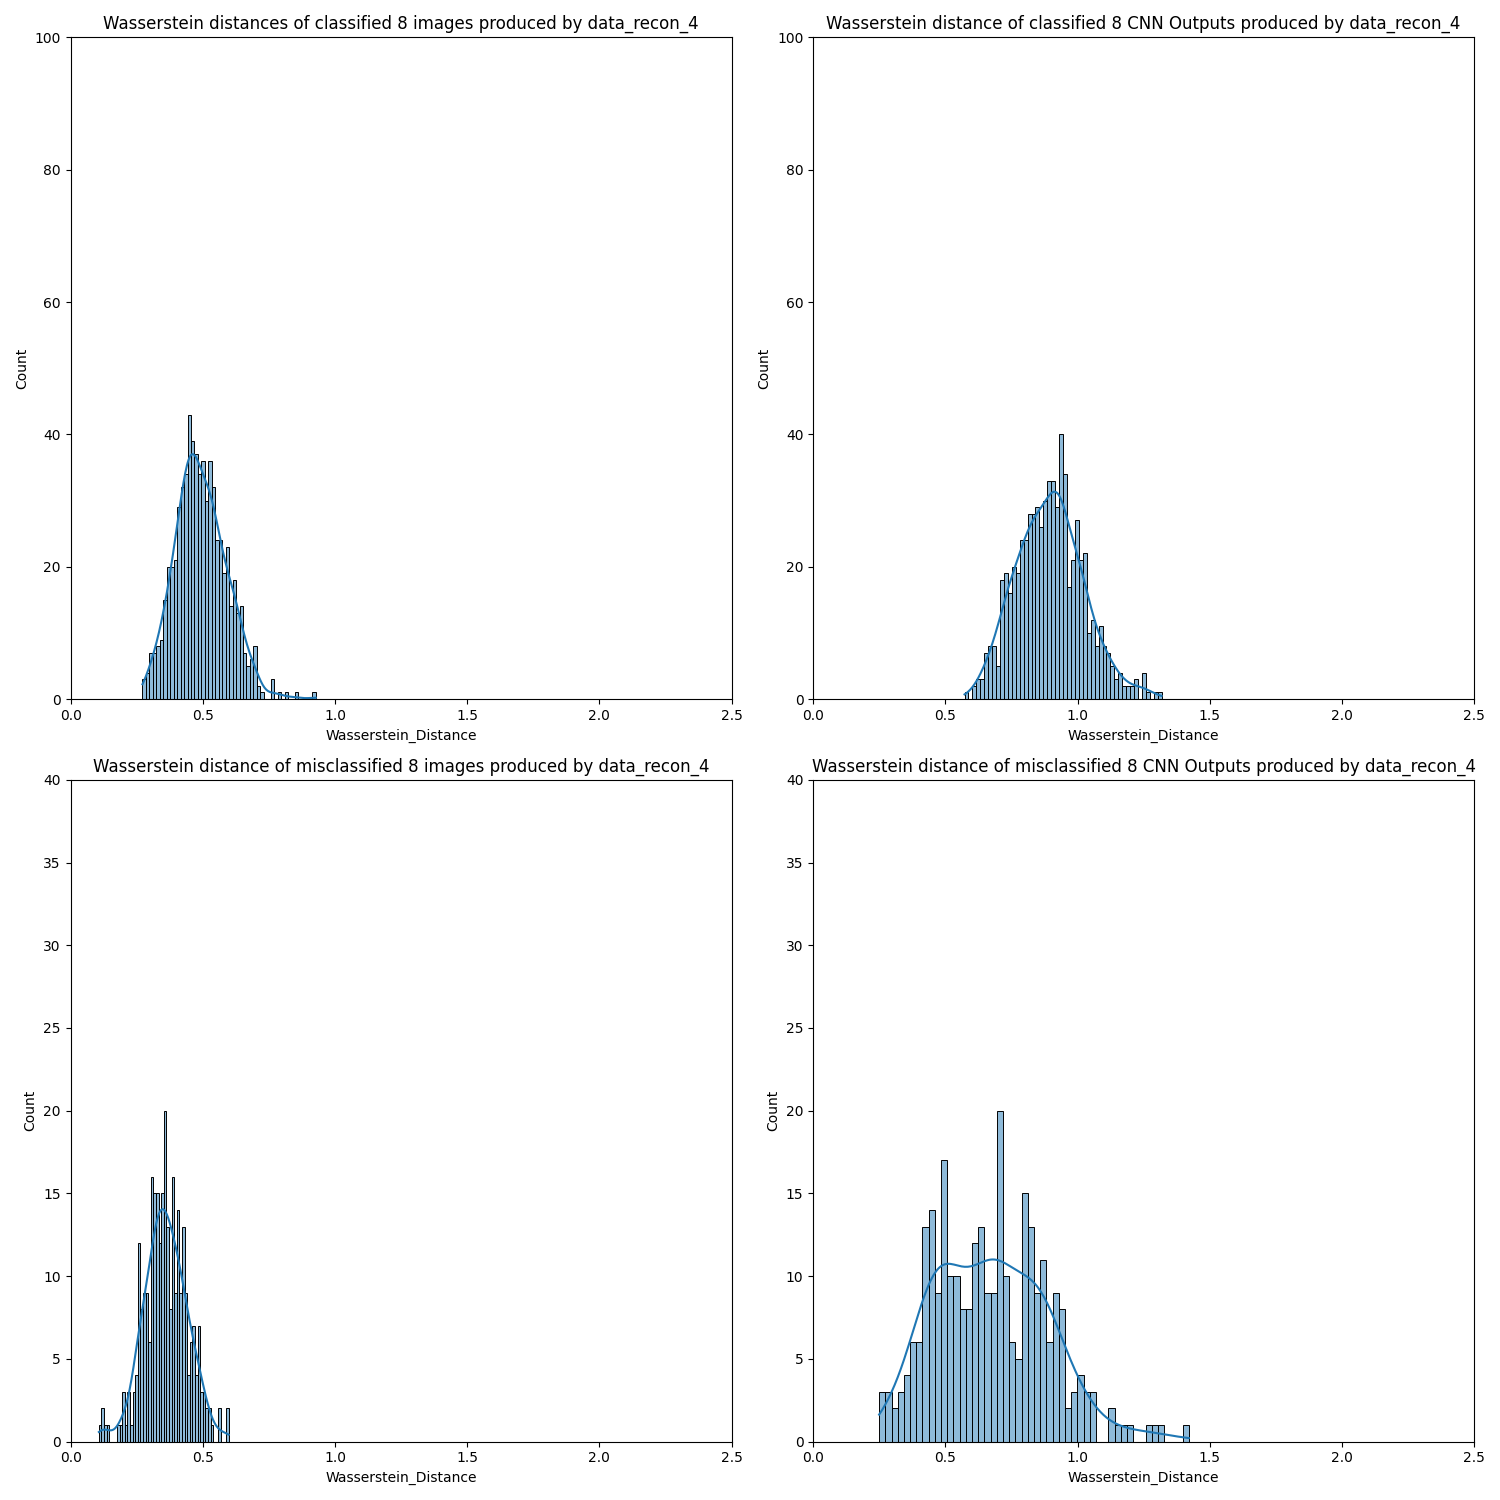 Wasserstein distances of classified 8 images produced by data_recon_4
100
80
60
40
20
0
Count
0.0 0.5 1.0 1.5 2.0 2.5
Wasserstein_Distance
Wasserstein distance of classified 8 CNN Outputs produced by data_recon_4
100
80
60
40
20
0
Count
0.0 0.5 1.0 1.5 2.0 2.5
Wasserstein_Distance
Wasserstein distance of misclassified 8 images produced by data_recon_4
40
35
30
25
20
15
10
5
0
Count
0.0 0.5 1.0 1.5 2.0 2.5
Wasserstein_Distance
Wasserstein distance of misclassified 8 CNN Outputs produced by data_recon_4
40
35
30
25
20
15
10
5
0
Count
0.0 0.5 1.0 1.5 2.0 2.5
Wasserstein_Distance